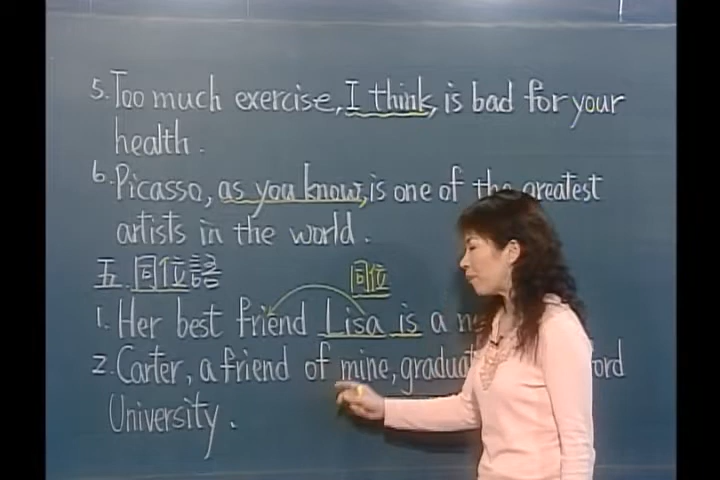 5. Too much exercise, I think, is bad for your
health.
6. Picasso, as you know, is one of the greatest
artists in the world.
五 同位語
同位
1. Her best friend Lisa is a
2. Carter, a friend of mine,
University.